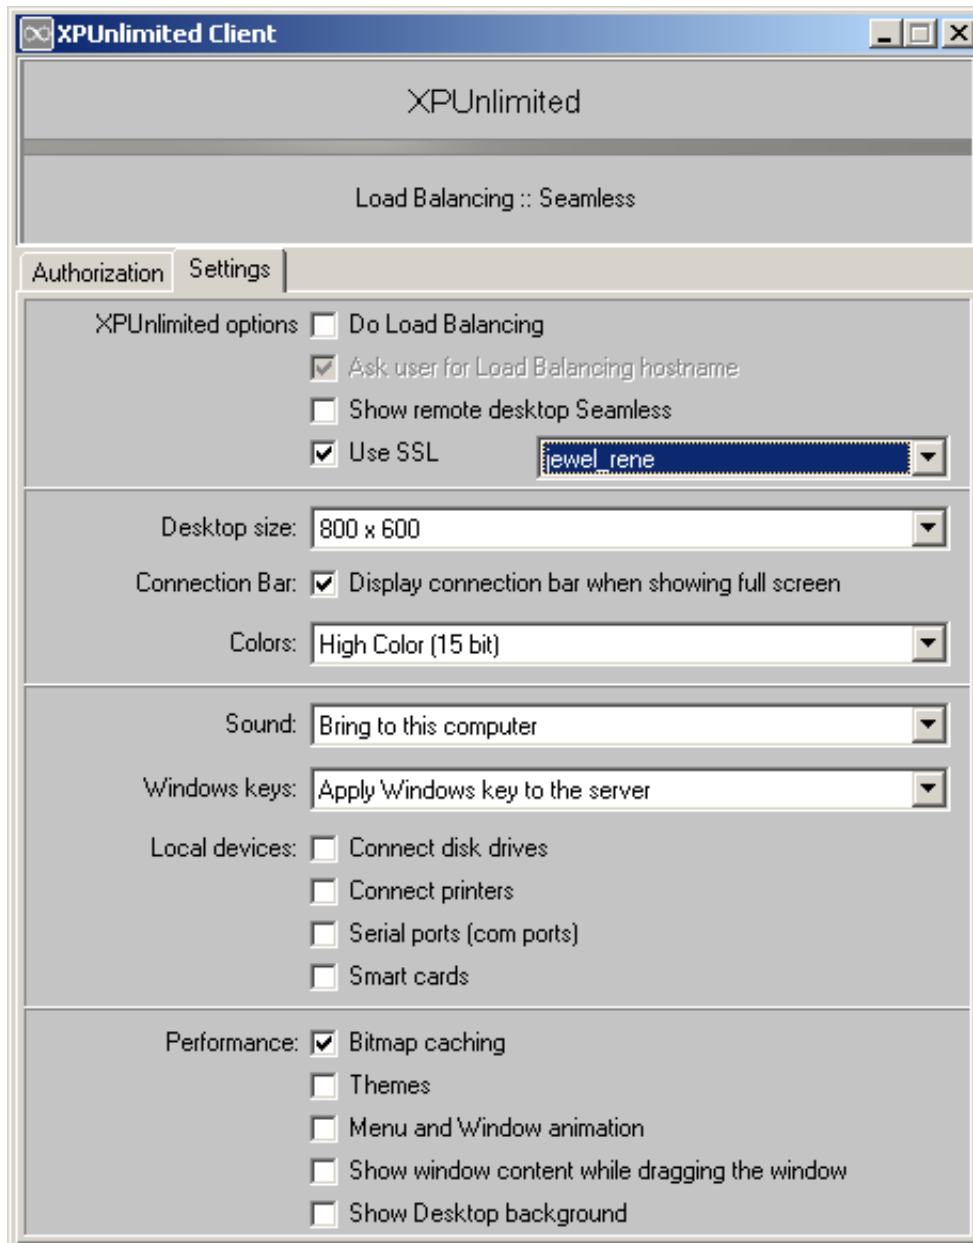 XPUnlimited Client
XPUnlimited
Load Balancing :: Seamless
Authorization Settings
XPUnlimited options Do Load Balancing
Ask user for Load Balancing hostname
Show remote desktop Seamless
Use SSL jewel_rene
Desktop size: 800 x 600
Connection Bar: Display connection bar when showing full screen
Colors: High Color (15 bit)
Sound: Bring to this computer
Windows keys: Apply Windows key to the server
Local devices: Connect disk drives
Connect printers
Serial ports (com ports)
Smart cards
Performance: Bitmap caching
Themes
Menu and Window animation
Show window content while dragging the window
Show Desktop background